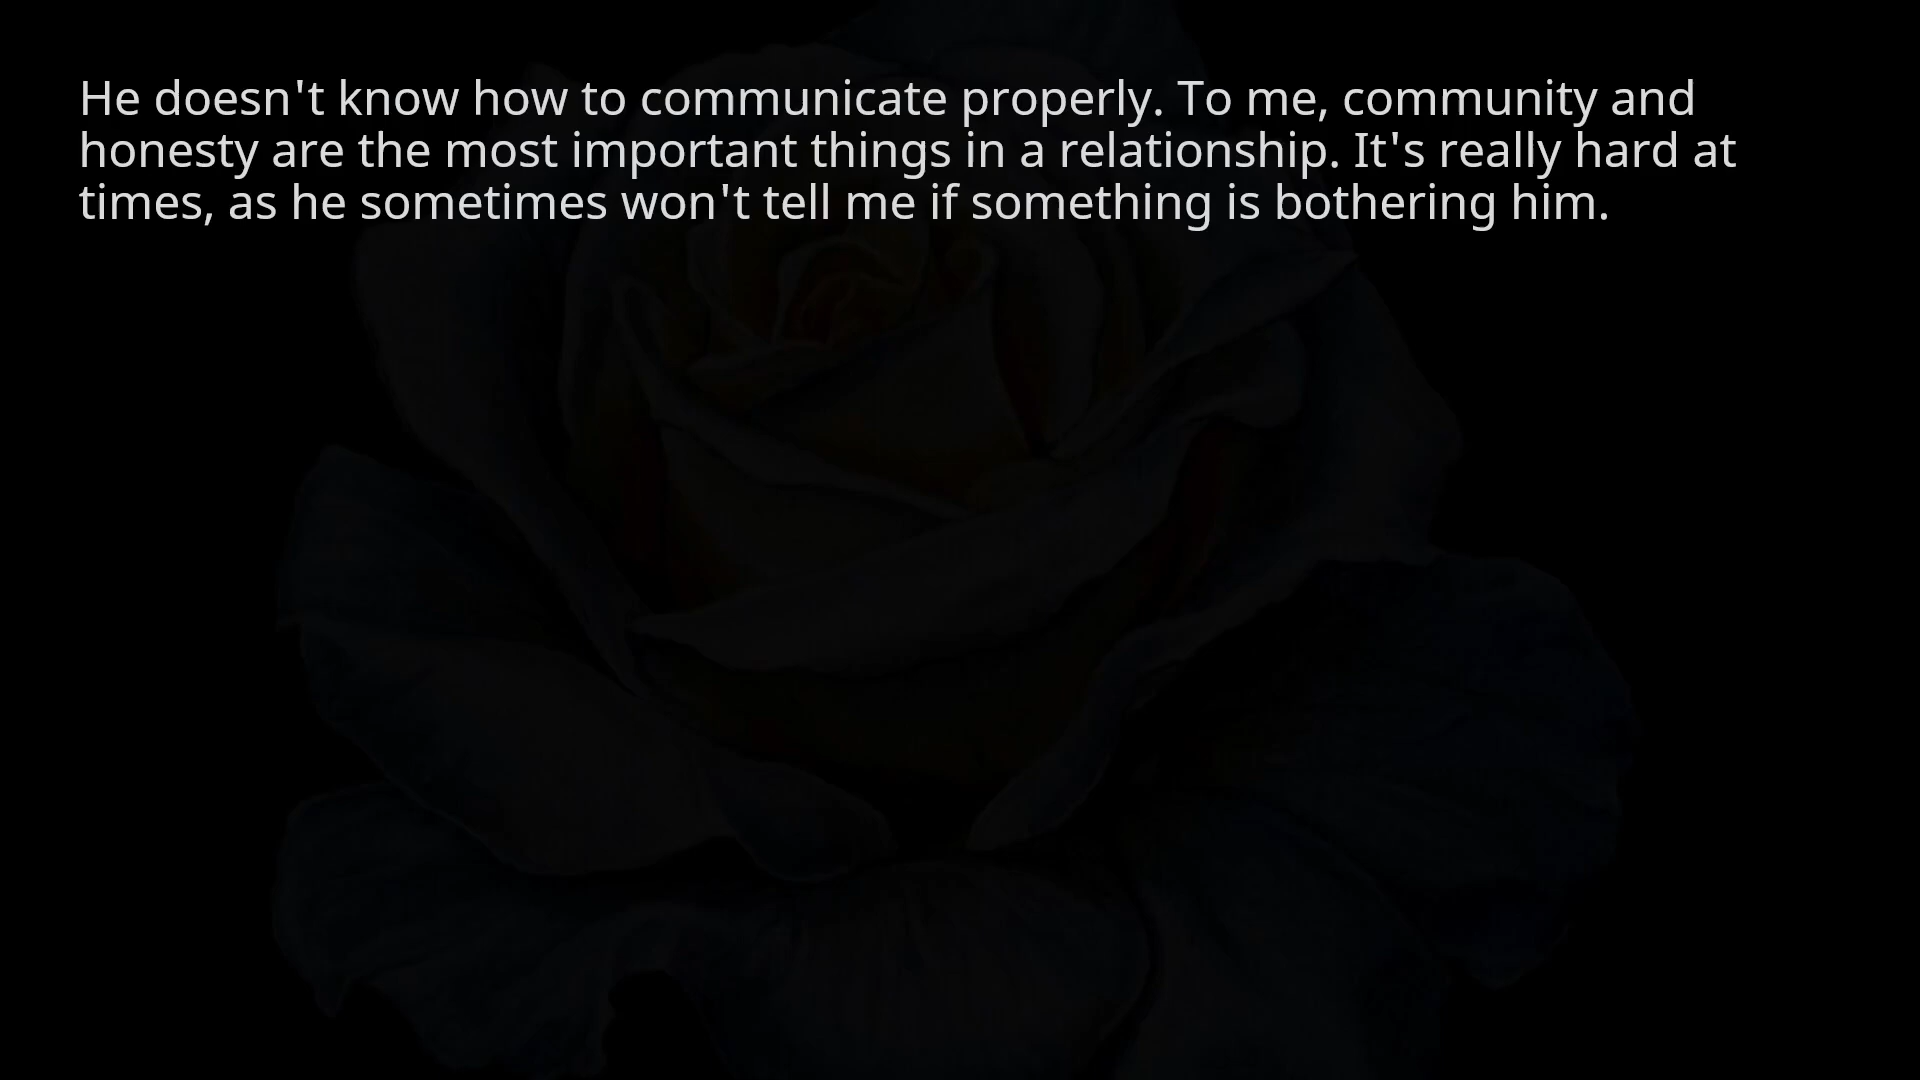 He doesn't know how to communicate properly. To me, community and
honesty are the most important things in a relationship. It's really hard at
times, as he sometimes won't tell me if something is bothering him.